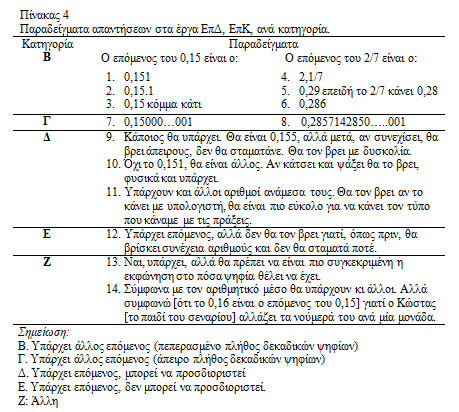 Πίνακας 4
Παραδείγματα απαντήσεων στα έργα ΕπΔ, ΕπΚ, ανά κατηγορία.
Κατηγορία Παραδείγματα
Β Ο επόμενος του 0,15 είναι ο: Ο επόμενος του 2/7 είναι ο:
1. 0,151 4. 2,1/7
2. 0,15.1 5. 0,29 επειδή το 2/7 κάνει 0,28
3. 0,15 κόμμα κάτι 6. 0,286
Γ 7. 0,15000…001 8. 0,2857142850…..001
Δ 9. Κάποιος θα υπάρχει. Θα είναι 0,155, αλλά μετά, αν συνεχίσει, θα
βρει άπειρους, δεν θα σταματάνε. Θα τον βρει με δυσκολία.
10. Όχι το 0,151, θα είναι άλλος. Αν κάτσει και ψάξει θα το βρει,
φυσικά και υπάρχει.
11. Υπάρχουν και άλλοι αριθμοί ανάμεσα τους. Θα τον βρει αν το
κάνει με υπολογιστή, θα είναι πιο εύκολο για να κάνει τον τύπο
που κάναμε με τις πράξεις.
Ε 12. Υπάρχει επόμενος, αλλά δεν θα τον βρει γιατί, όπως πριν, θα
βρίσκει συνέχεια αριθμούς και δεν θα σταματά ποτέ.
Ζ 13. Ναι, υπάρχει, αλλά θα πρέπει να είναι πιο συγκεκριμένη η
εκφώνηση στο πόσα ψηφία θέλει να έχει.
14. Σύμφωνα με τον αριθμητικό μέσο θα υπάρχουν κι άλλοι. Αλλά
συμφωνώ [ότι το 0,16 είναι ο επόμενος του 0,15] γιατί ο Κώστας
[το παιδί του σεναρίου] αλλάζει τα νούμερά του ανά μία μονάδα.
Σημείωση:
Β. Υπάρχει άλλος επόμενος (πεπερασμένο πλήθος δεκαδικών ψηφίων)
Γ. Υπάρχει άλλος επόμενος (άπειρο πλήθος δεκαδικών ψηφίων)
Δ. Υπάρχει επόμενος, μπορεί να προσδιοριστεί
Ε. Υπάρχει επόμενος, δεν μπορεί να προσδιοριστεί.
Ζ: Άλλη